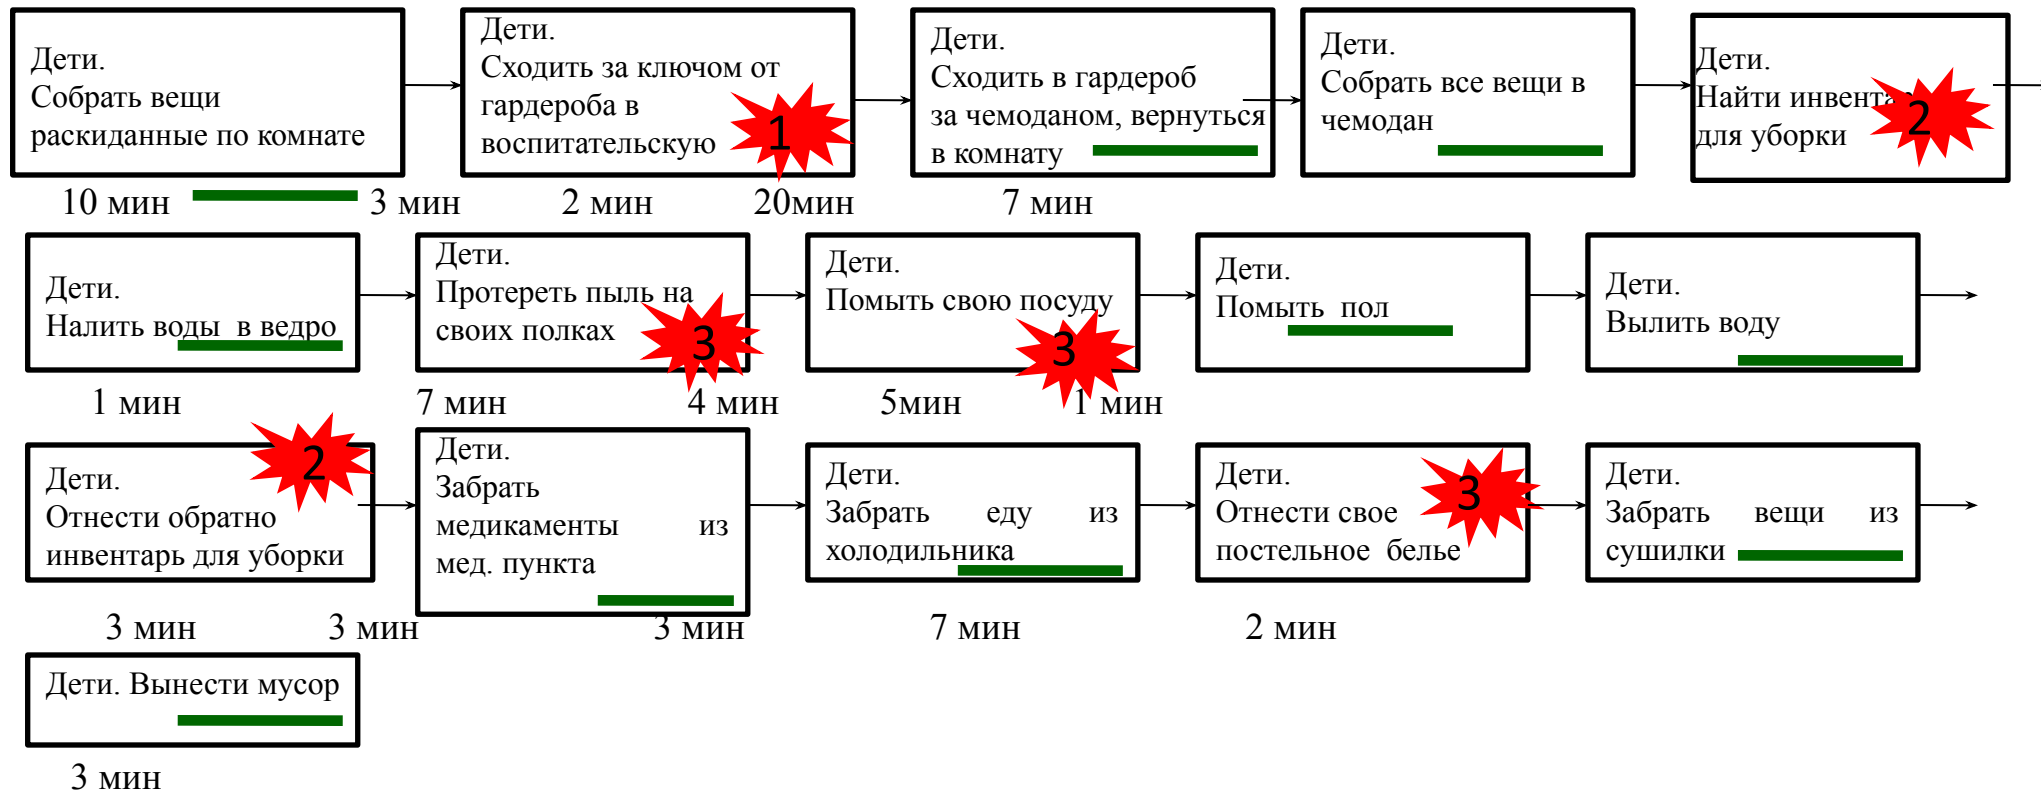 Дети.
Собрать вещи
раскиданные по комнате
Дети.
Сходить за ключом от
гардероба в
воспитательскую
1
Дети.
Сходить в гардероб
за чемоданом, вернуться
в комнату
Дети.
Собрать все вещи в
чемодан
Дети.
Найти инвента
для уборки
2
10 мин 3 мин 2 мин 20мин 7 мин
Дети.
Налить воды в ведро
Дети.
Протереть пыль на
своих полках
3
Дети.
Помыть свою посуду
3
Дети.
Помыть пол
Дети.
Вылить воду
1 мин 7 мин 4 мин 5мин 1 мин
Дети.
Отнести обратно
инвентарь для уборки
2
Дети.
Забрать
медикаменты из
мед. пункта
Дети.
Забрать еду из
холодильника
Дети.
Отнести свое
постельное белье
3
Дети.
Забрать вещи из
сушилки
3 мин 3 мин 3 мин 7 мин 2 мин
Дети. Вынести мусор
3 мин